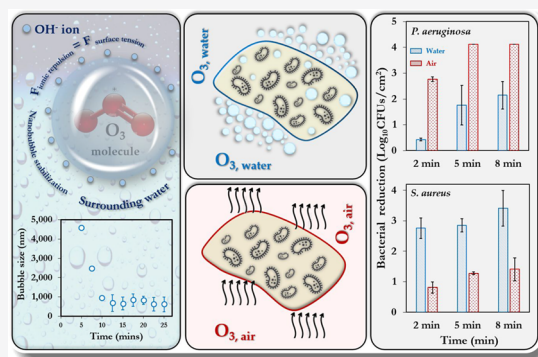 OH⁻ ion
F ionic repulsion = F surface tension
O₃
molecule
Nanobubble stabilization
Surrounding water
Bubble size (nm)
5,000
4,000
3,000
2,000
1,000
0
0 5 10 15 20 25
Time (mins)
O₃, water
O₃, water
O₃, air
O₃, air
Bacterial reduction (Log₁₀CFUs/cm²)
P. aeruginosa
Water
Air
5
4
3
2
1
0
2 min 5 min 8 min
S. aureus
4
3
2
1
0
2 min 5 min 8 min
Time (min)